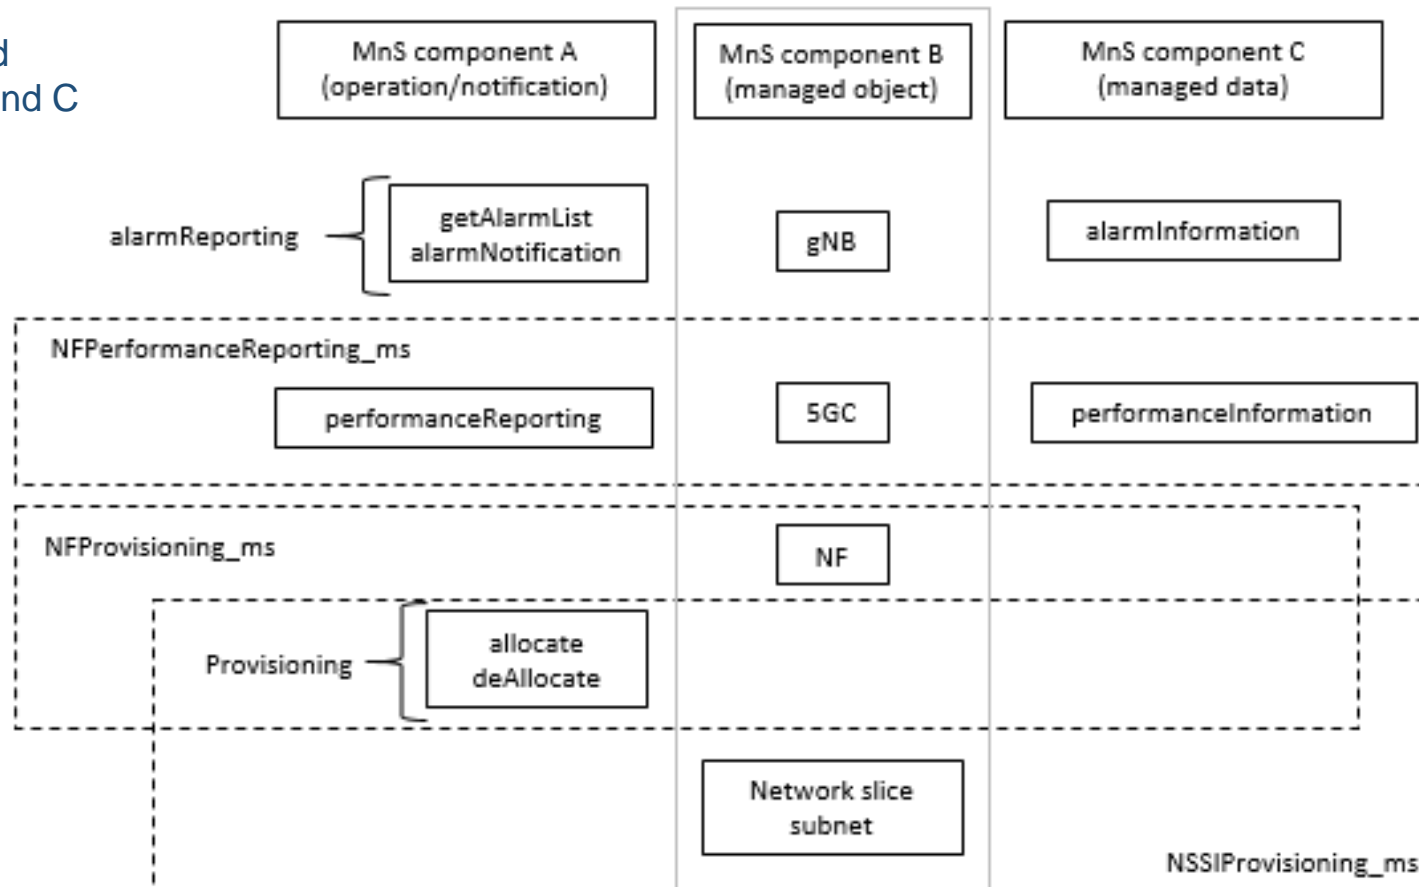 d
nd C
MnS component A
(operation/notification)
MnS component B
(managed object)
MnS component C
(managed data)
alarmReporting
getAlarmList
alarmNotification
gNB
alarmInformation
NFPerformanceReporting_ms
performanceReporting
5GC
performanceInformation
NFProvisioning_ms
NF
Provisioning
allocate
deAllocate
Network slice
subnet
NSSIProvisioning_ms